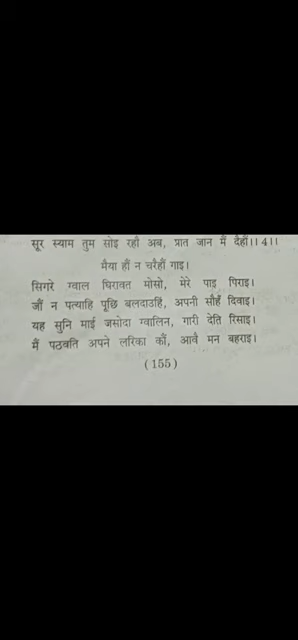 सूर स्याम तुम सोइ रहौ अब, प्रात जान मैं दैहौं।।4।।
मैया हौं न चरैहौं गाइ।
सिगरे ग्वाल घिरावत मोसो, मेरे पाइ पिराइ।
जौं न पत्याहि पूछि बलदाउहिं, अपनी सौहँ दिवाइ।
यह सुनि माई जसोदा ग्वालिन, गारी देति रिसाइ।
मैं पठवति अपने लरिका कौं, आवै मन बहराइ।
(155)